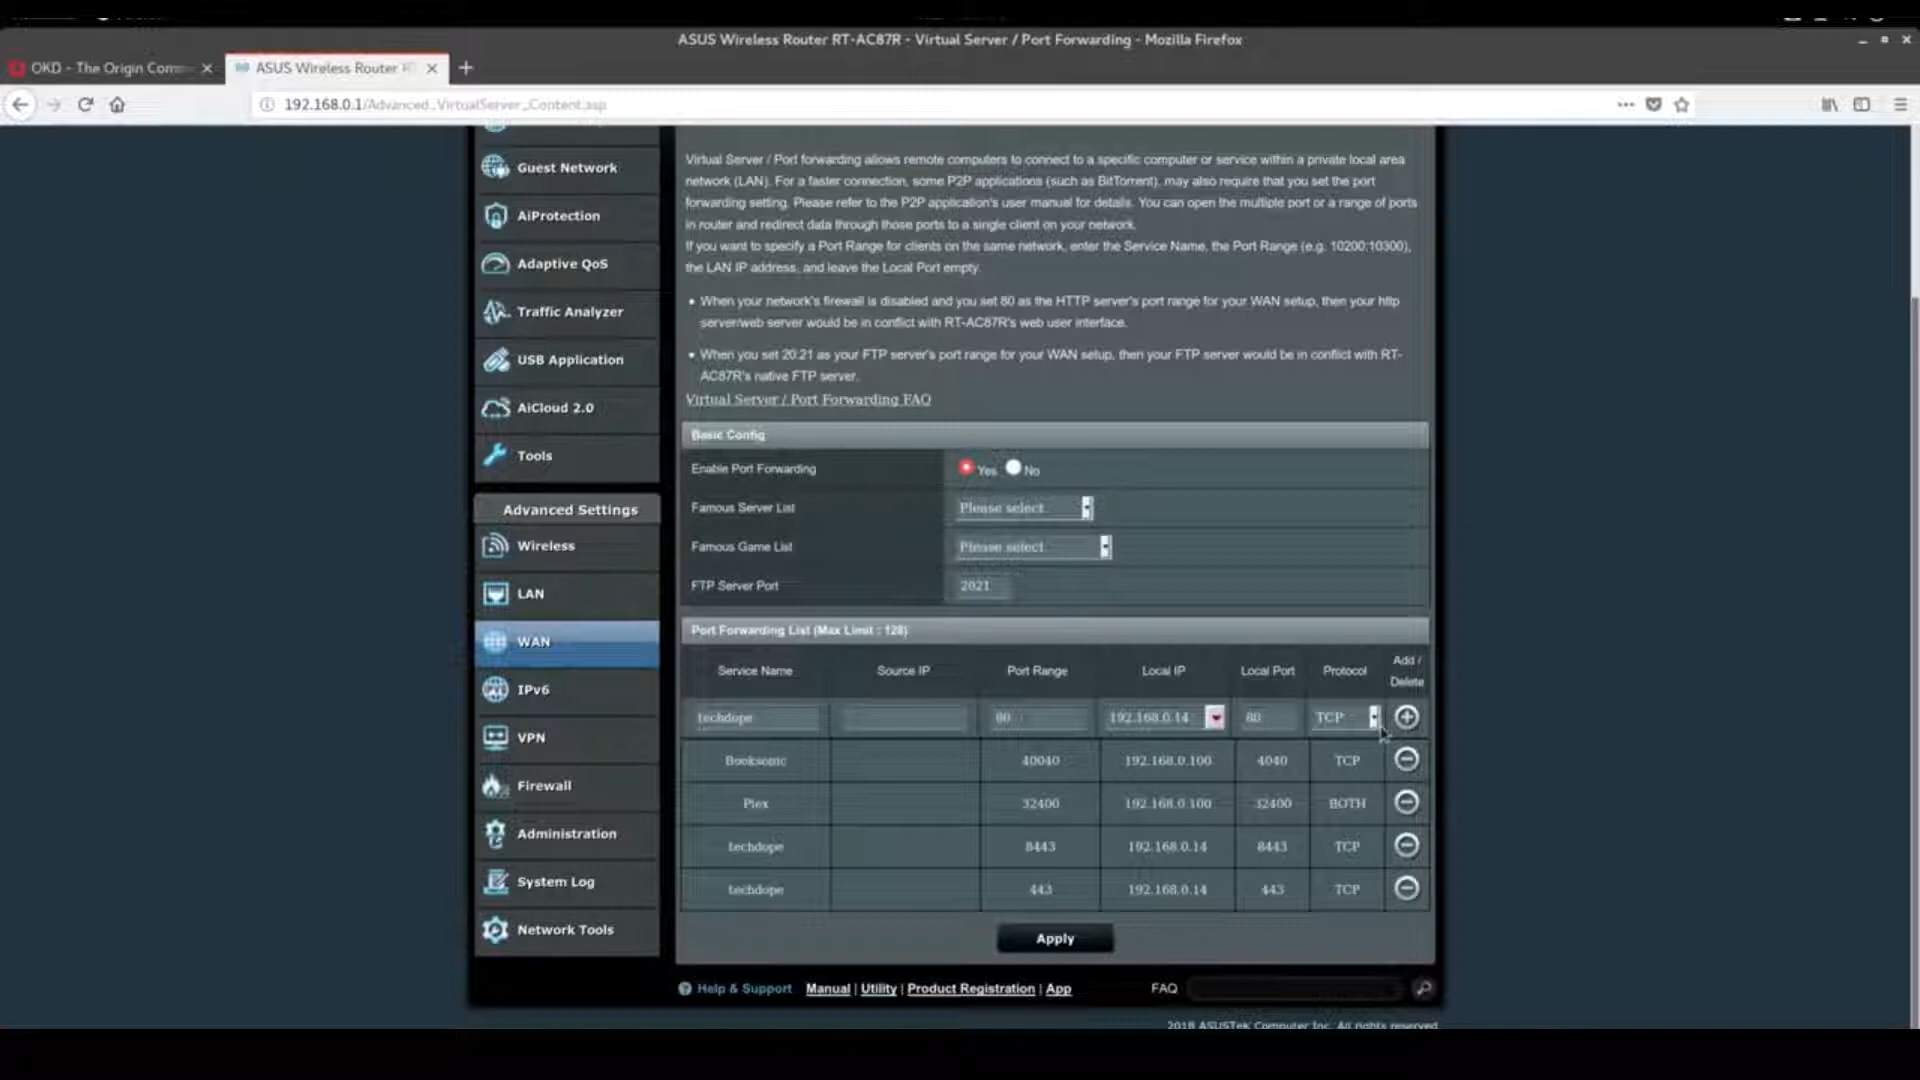 ASUS Wireless Router RT-AC87R - Virtual Server / Port Forwarding - Mozilla Firefox
OKD - The Origin Com
ASUS Wireless Router R
192.168.0.1/Advanced_VirtualServer_Content.asp
Guest Network
AiProtection
Adaptive QoS
Traffic Analyzer
USB Application
AiCloud 2.0
Tools
Advanced Settings
Wireless
LAN
WAN
IPv6
VPN
Firewall
Administration
System Log
Network Tools
Virtual Server / Port forwarding allows remote computers to connect to a specific computer or service within a private local area
network (LAN). For a faster connection, some P2P applications (such as BitTorrent), may also require that you set the port
forwarding setting. Please refer to the P2P application's user manual for details. You can open the multiple port or a range of ports
in router and redirect data through those ports to a single client on your network.
If you want to specify a Port Range for clients on the same network, enter the Service Name, the Port Range (e.g. 10200:10300),
the LAN IP address, and leave the Local Port empty.
• When your network's firewall is disabled and you set 80 as the HTTP server's port range for your WAN setup, then your http
server/web server would be in conflict with RT-AC87R's web user interface.
• When you set 20:21 as your FTP server's port range for your WAN setup, then your FTP server would be in conflict with RT-
AC87R's native FTP server.
Virtual Server / Port Forwarding FAQ
Basic Config
Enable Port Forwarding Yes No
Famous Server List Please select
Famous Game List Please select
FTP Server Port 2021
Port Forwarding List (Max Limit : 128)
Service Name Source IP Port Range Local IP Local Port Protocol Add / Delete
techdope 80 192.168.0.14 80 TCP
Booksonic 40040 192.168.0.100 4040 TCP
Plex 32400 192.168.0.100 32400 BOTH
techdope 8443 192.168.0.14 8443 TCP
techdope 443 192.168.0.14 443 TCP
Apply
Help & Support Manual | Utility | Product Registration | App FAQ
2018 ASUSTek Computer Inc. All rights reserved